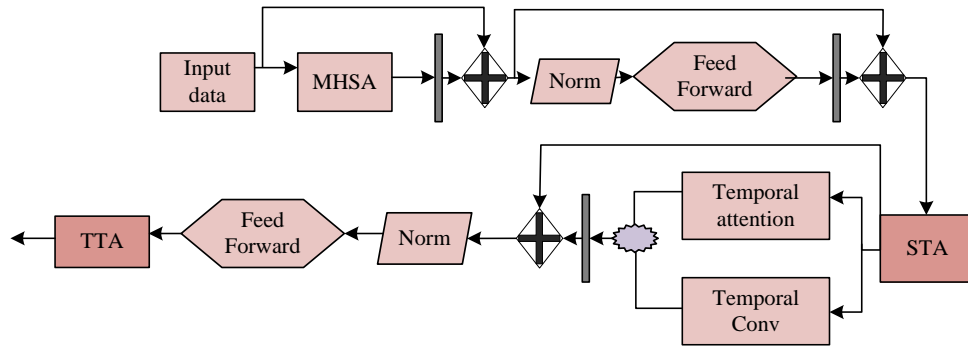 Input
data
MHSA
Norm
Feed
Forward
TTA
Feed
Forward
Norm
Temporal
attention
Temporal
Conv
STA